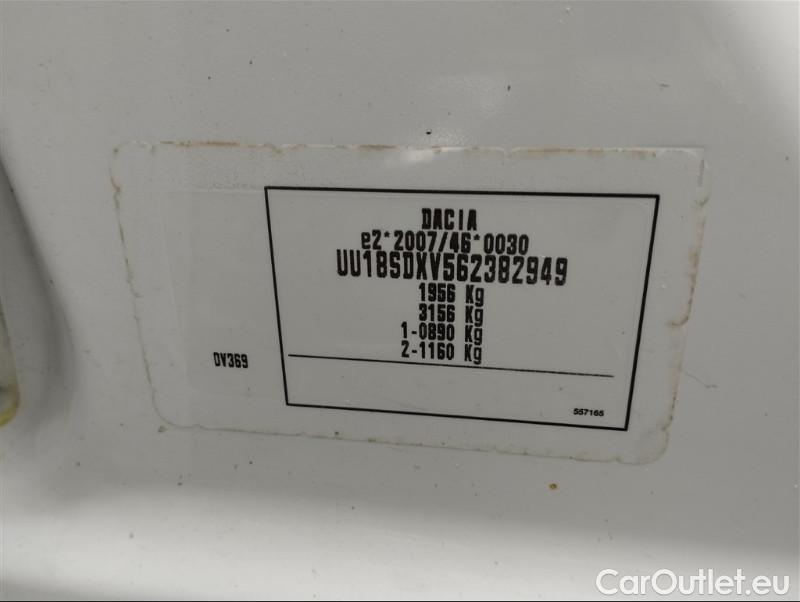 DACIA
e2*2007/46*0030
UU18SDXV562382949
1956 Kg
3156 Kg
1-0890 Kg
2-1160 Kg
DV369
557165
CarOutlet.eu